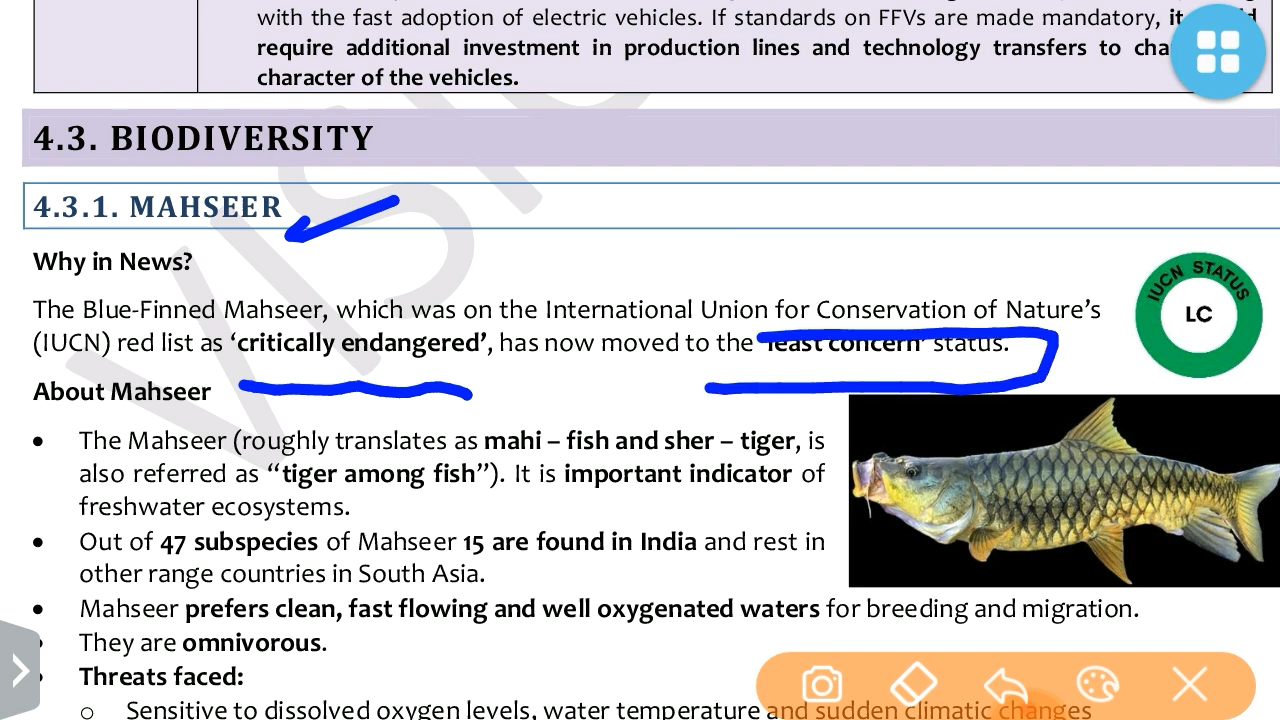 with the fast adoption of electric vehicles. If standards on FFVs are made mandatory,
require additional investment in production lines and technology transfers to
character of the vehicles.
4.3. BIODIVERSITY
4.3.1. MAHSEER
Why in News?
The Blue-Finned Mahseer, which was on the International Union for Conservation of Nature’s
(IUCN) red list as ‘critically endangered’, has now moved to the ‘least concern’ status.
IUCN STATUS
LC
About Mahseer
• The Mahseer (roughly translates as mahi – fish and sher – tiger, is
also referred as “tiger among fish”). It is important indicator of
freshwater ecosystems.
• Out of 47 subspecies of Mahseer 15 are found in India and rest in
other range countries in South Asia.
• Mahseer prefers clean, fast flowing and well oxygenated waters for breeding and migration.
• They are omnivorous.
• Threats faced:
o Sensitive to dissolved oxygen levels, water temperature and sudden climatic changes